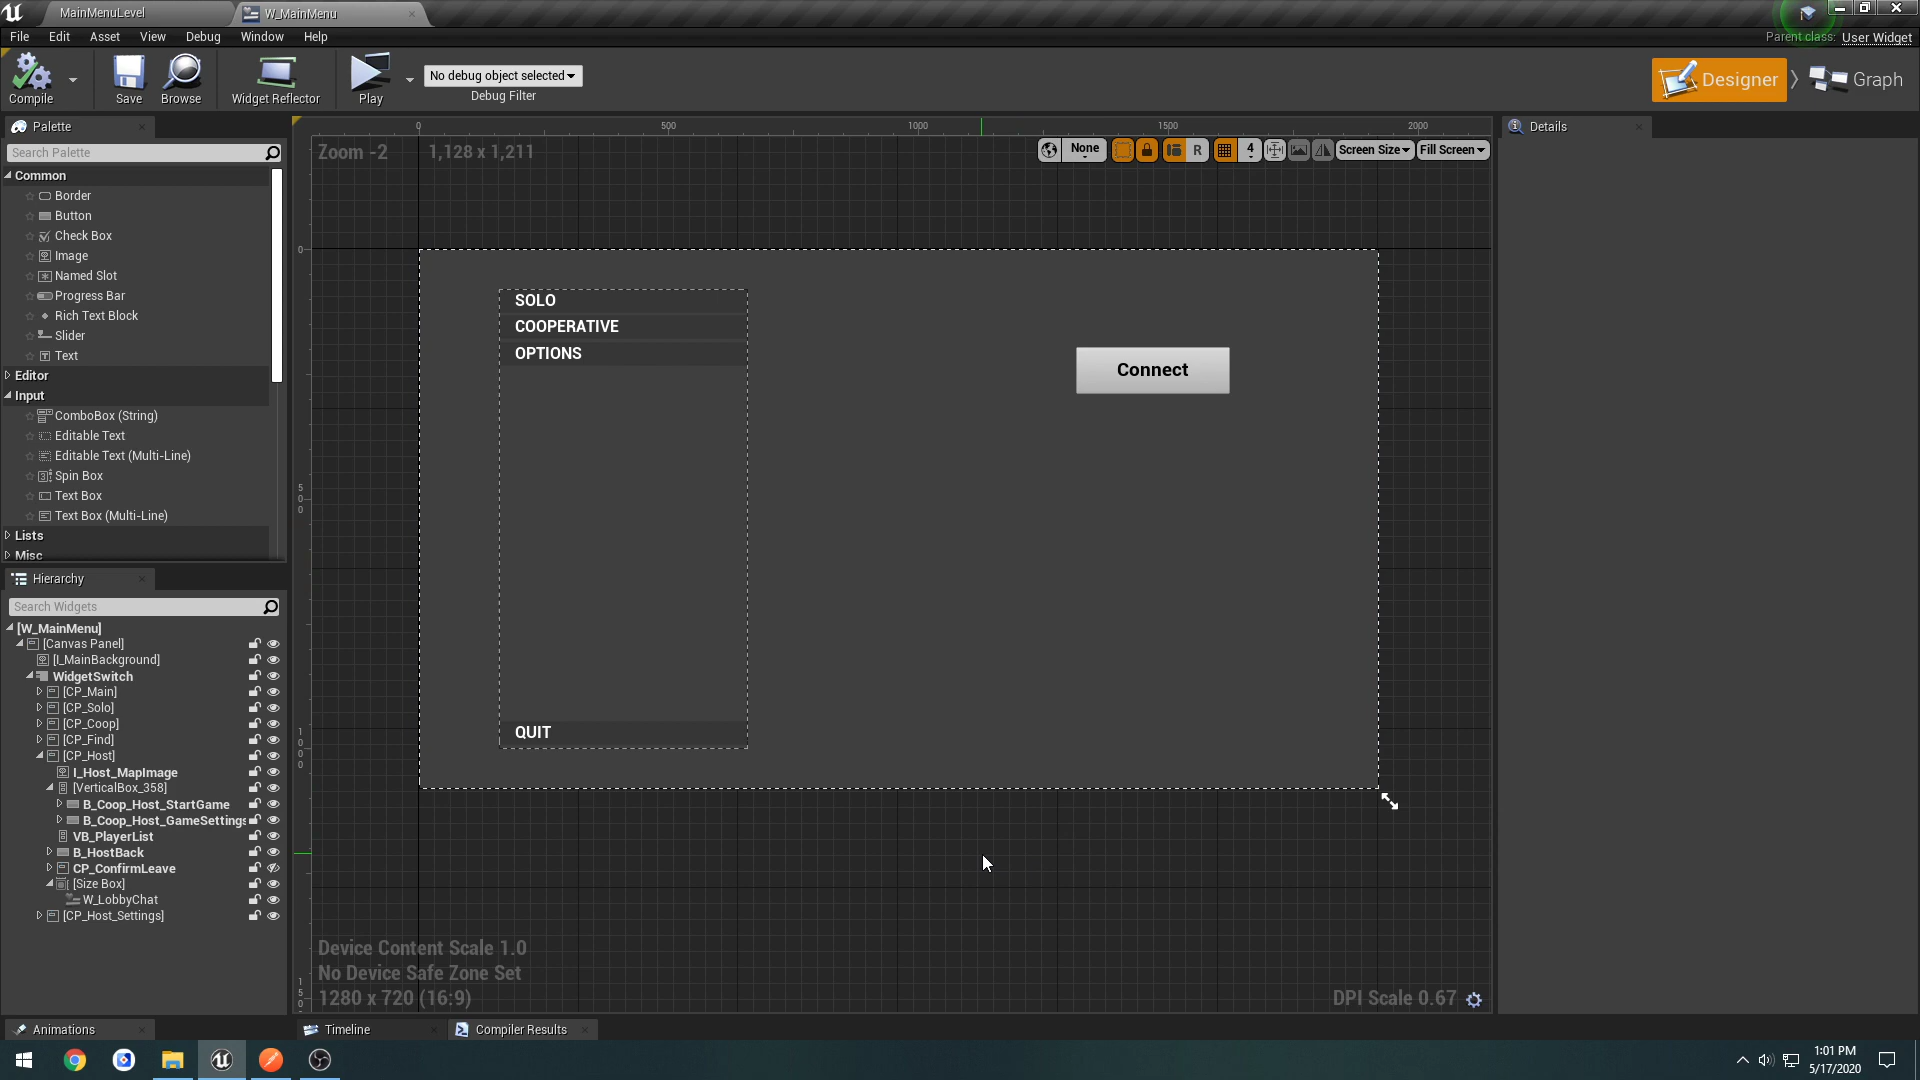 MainMenuLevel
W_MainMenu
File Edit Asset View Debug Window Help
Parent class: User Widget
Compile
Save
Browse
Widget Reflector
Play
No debug object selected
Debug Filter
Designer
Graph
Palette
Search Palette
Common
Border
Button
Check Box
Image
Named Slot
Progress Bar
Rich Text Block
Slider
Text
Editor
Input
ComboBox (String)
Editable Text
Editable Text (Multi-Line)
Spin Box
Text Box
Text Box (Multi-Line)
Lists
Misc
Hierarchy
Search Widgets
[W_MainMenu]
[Canvas Panel]
[I_MainBackground]
WidgetSwitch
[CP_Main]
[CP_Solo]
[CP_Coop]
[CP_Find]
[CP_Host]
I_Host_MapImage
[VerticalBox_358]
B_Coop_Host_StartGame
B_Coop_Host_GameSettings
VB_PlayerList
B_HostBack
CP_ConfirmLeave
[Size Box]
W_LobbyChat
[CP_Host_Settings]
Animations
0 500 1000 1500 2000
Zoom -2
1,128 x 1,211
None
R
4
Screen Size
Fill Screen
0
500
1000
150
SOLO
COOPERATIVE
OPTIONS
QUIT
Connect
Device Content Scale 1.0
No Device Safe Zone Set
1280 x 720 (16:9)
DPI Scale 0.67
Timeline
Compiler Results
Details
1:01 PM
5/17/2020